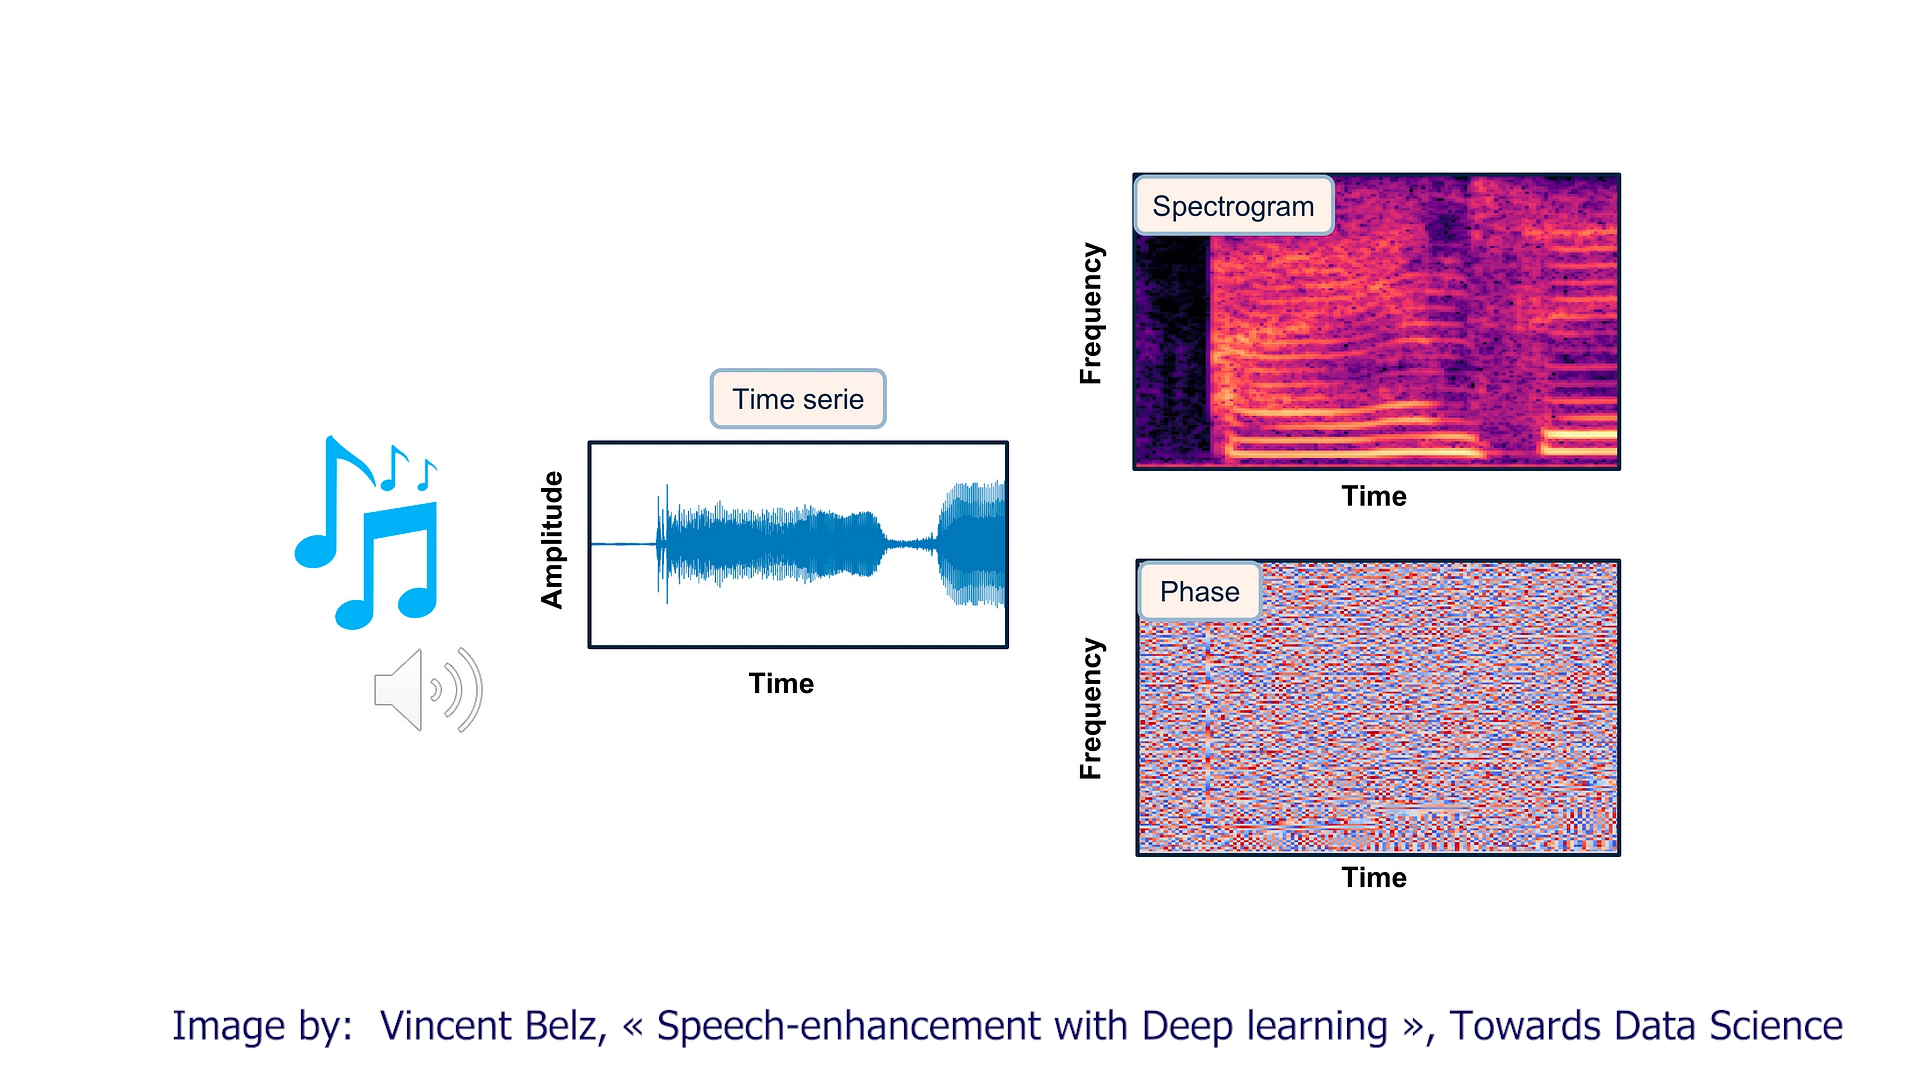 Time serie
Amplitude
Time
Spectrogram
Frequency
Time
Phase
Frequency
Time
Image by:  Vincent Belz, « Speech-enhancement with Deep learning », Towards Data Science